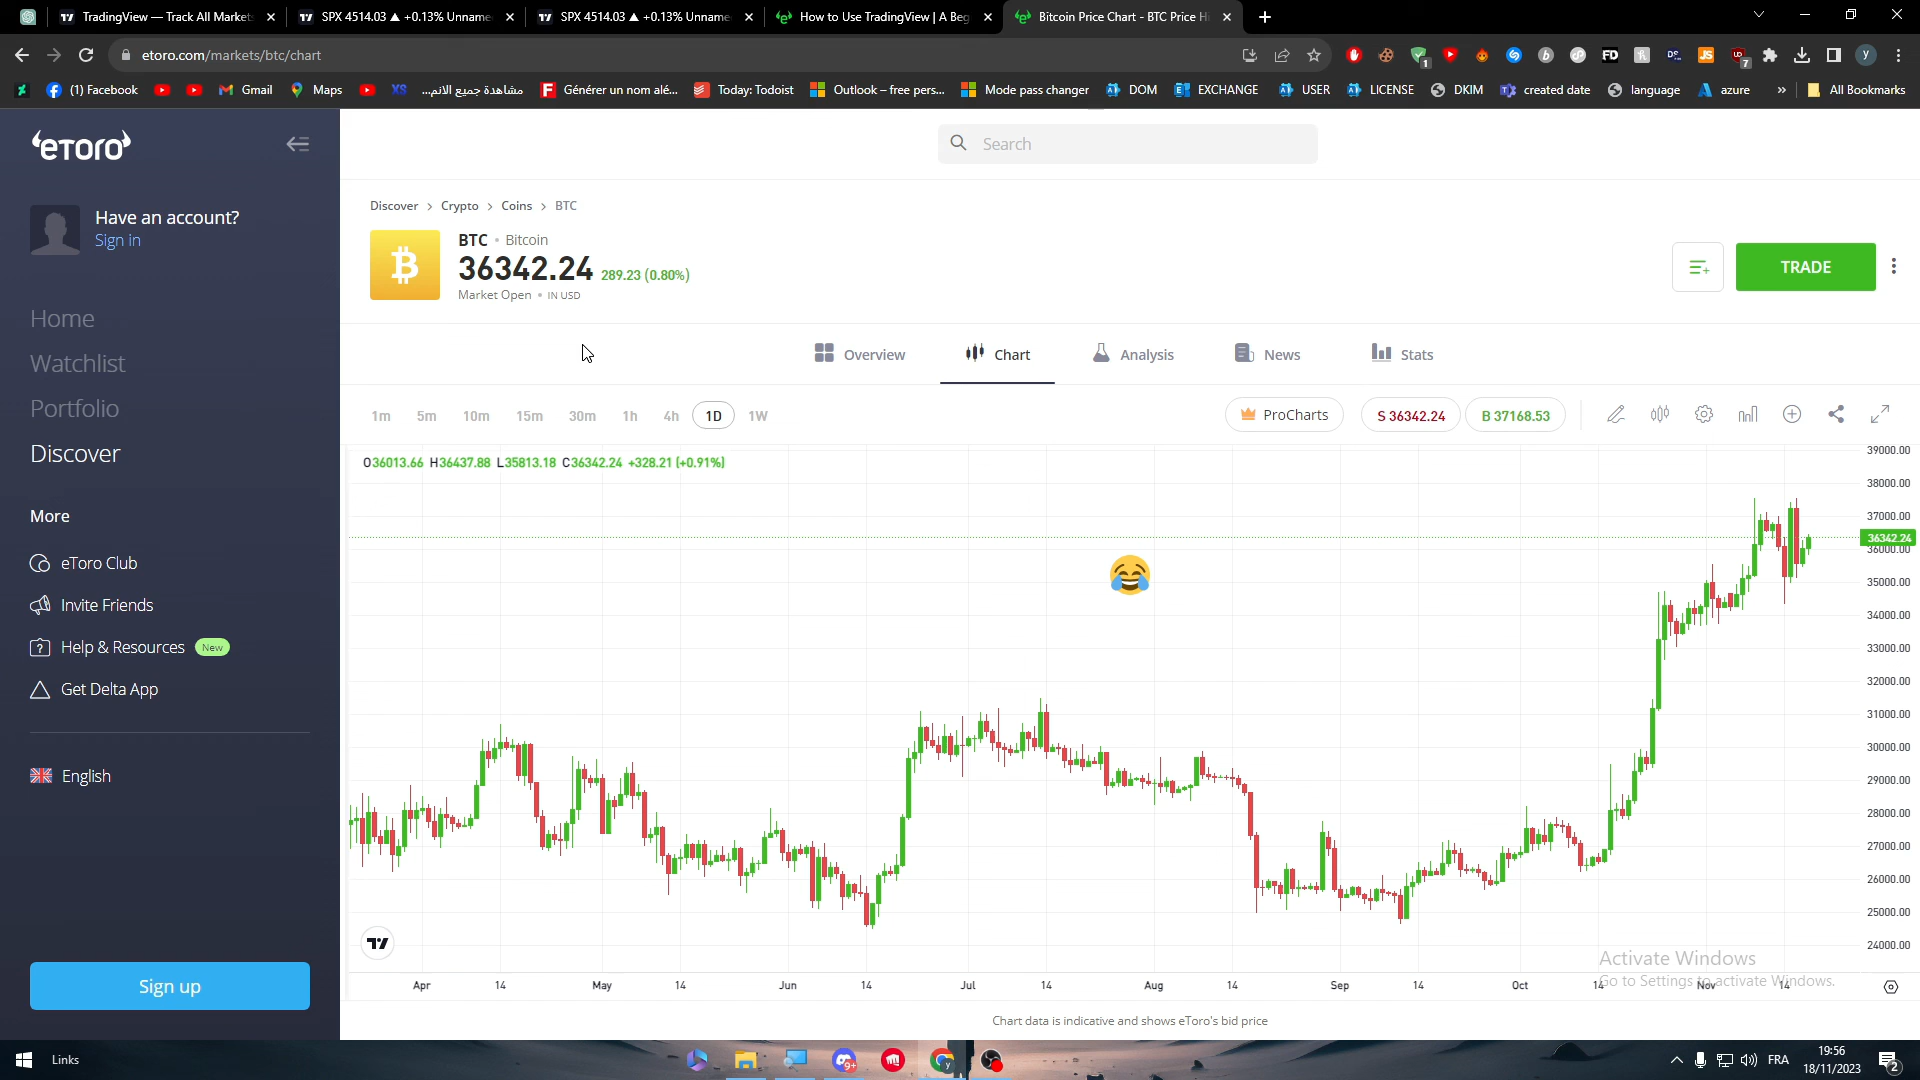 TradingView — Track All Market
SPX 4514.03 ▲ +0.13% Unname
SPX 4514.03 ▲ +0.13% Unname
How to Use TradingView | A Beg
Bitcoin Price Chart - BTC Price Hi
etoro.com/markets/btc/chart
(1) Facebook
Gmail
Maps
XS
مشاهدة جميع الانم...
Générer un nom alé...
Today: Todoist
Outlook – free pers...
Mode pass changer
DOM
EXCHANGE
USER
LICENSE
DKIM
created date
language
azure
»
All Bookmarks
eToro
Search
Have an account?
Sign in
Discover > Crypto > Coins > BTC
BTC • Bitcoin
36342.24 289.23 (0.80%)
Market Open • IN USD
TRADE
Home
Watchlist
Portfolio
Discover
More
eToro Club
Invite Friends
Help & Resources New
Get Delta App
English
Sign up
Overview
Chart
Analysis
News
Stats
1m 5m 10m 15m 30m 1h 4h 1D 1W
ProCharts
S 36342.24
B 37168.53
O36013.66 H36437.88 L35813.18 C36342.24 +328.21 (+0.91%)
39000.00
38000.00
37000.00
36342.24
36000.00
35000.00
34000.00
33000.00
32000.00
31000.00
30000.00
29000.00
28000.00
27000.00
26000.00
25000.00
24000.00
Activate Windows
Go to Settings to activate Windows.
Apr 14 May 14 Jun 14 Jul 14 Aug 14 Sep 14 Oct 14 Nov 14
Chart data is indicative and shows eToro's bid price
Links
FRA
19:56
18/11/2023
2